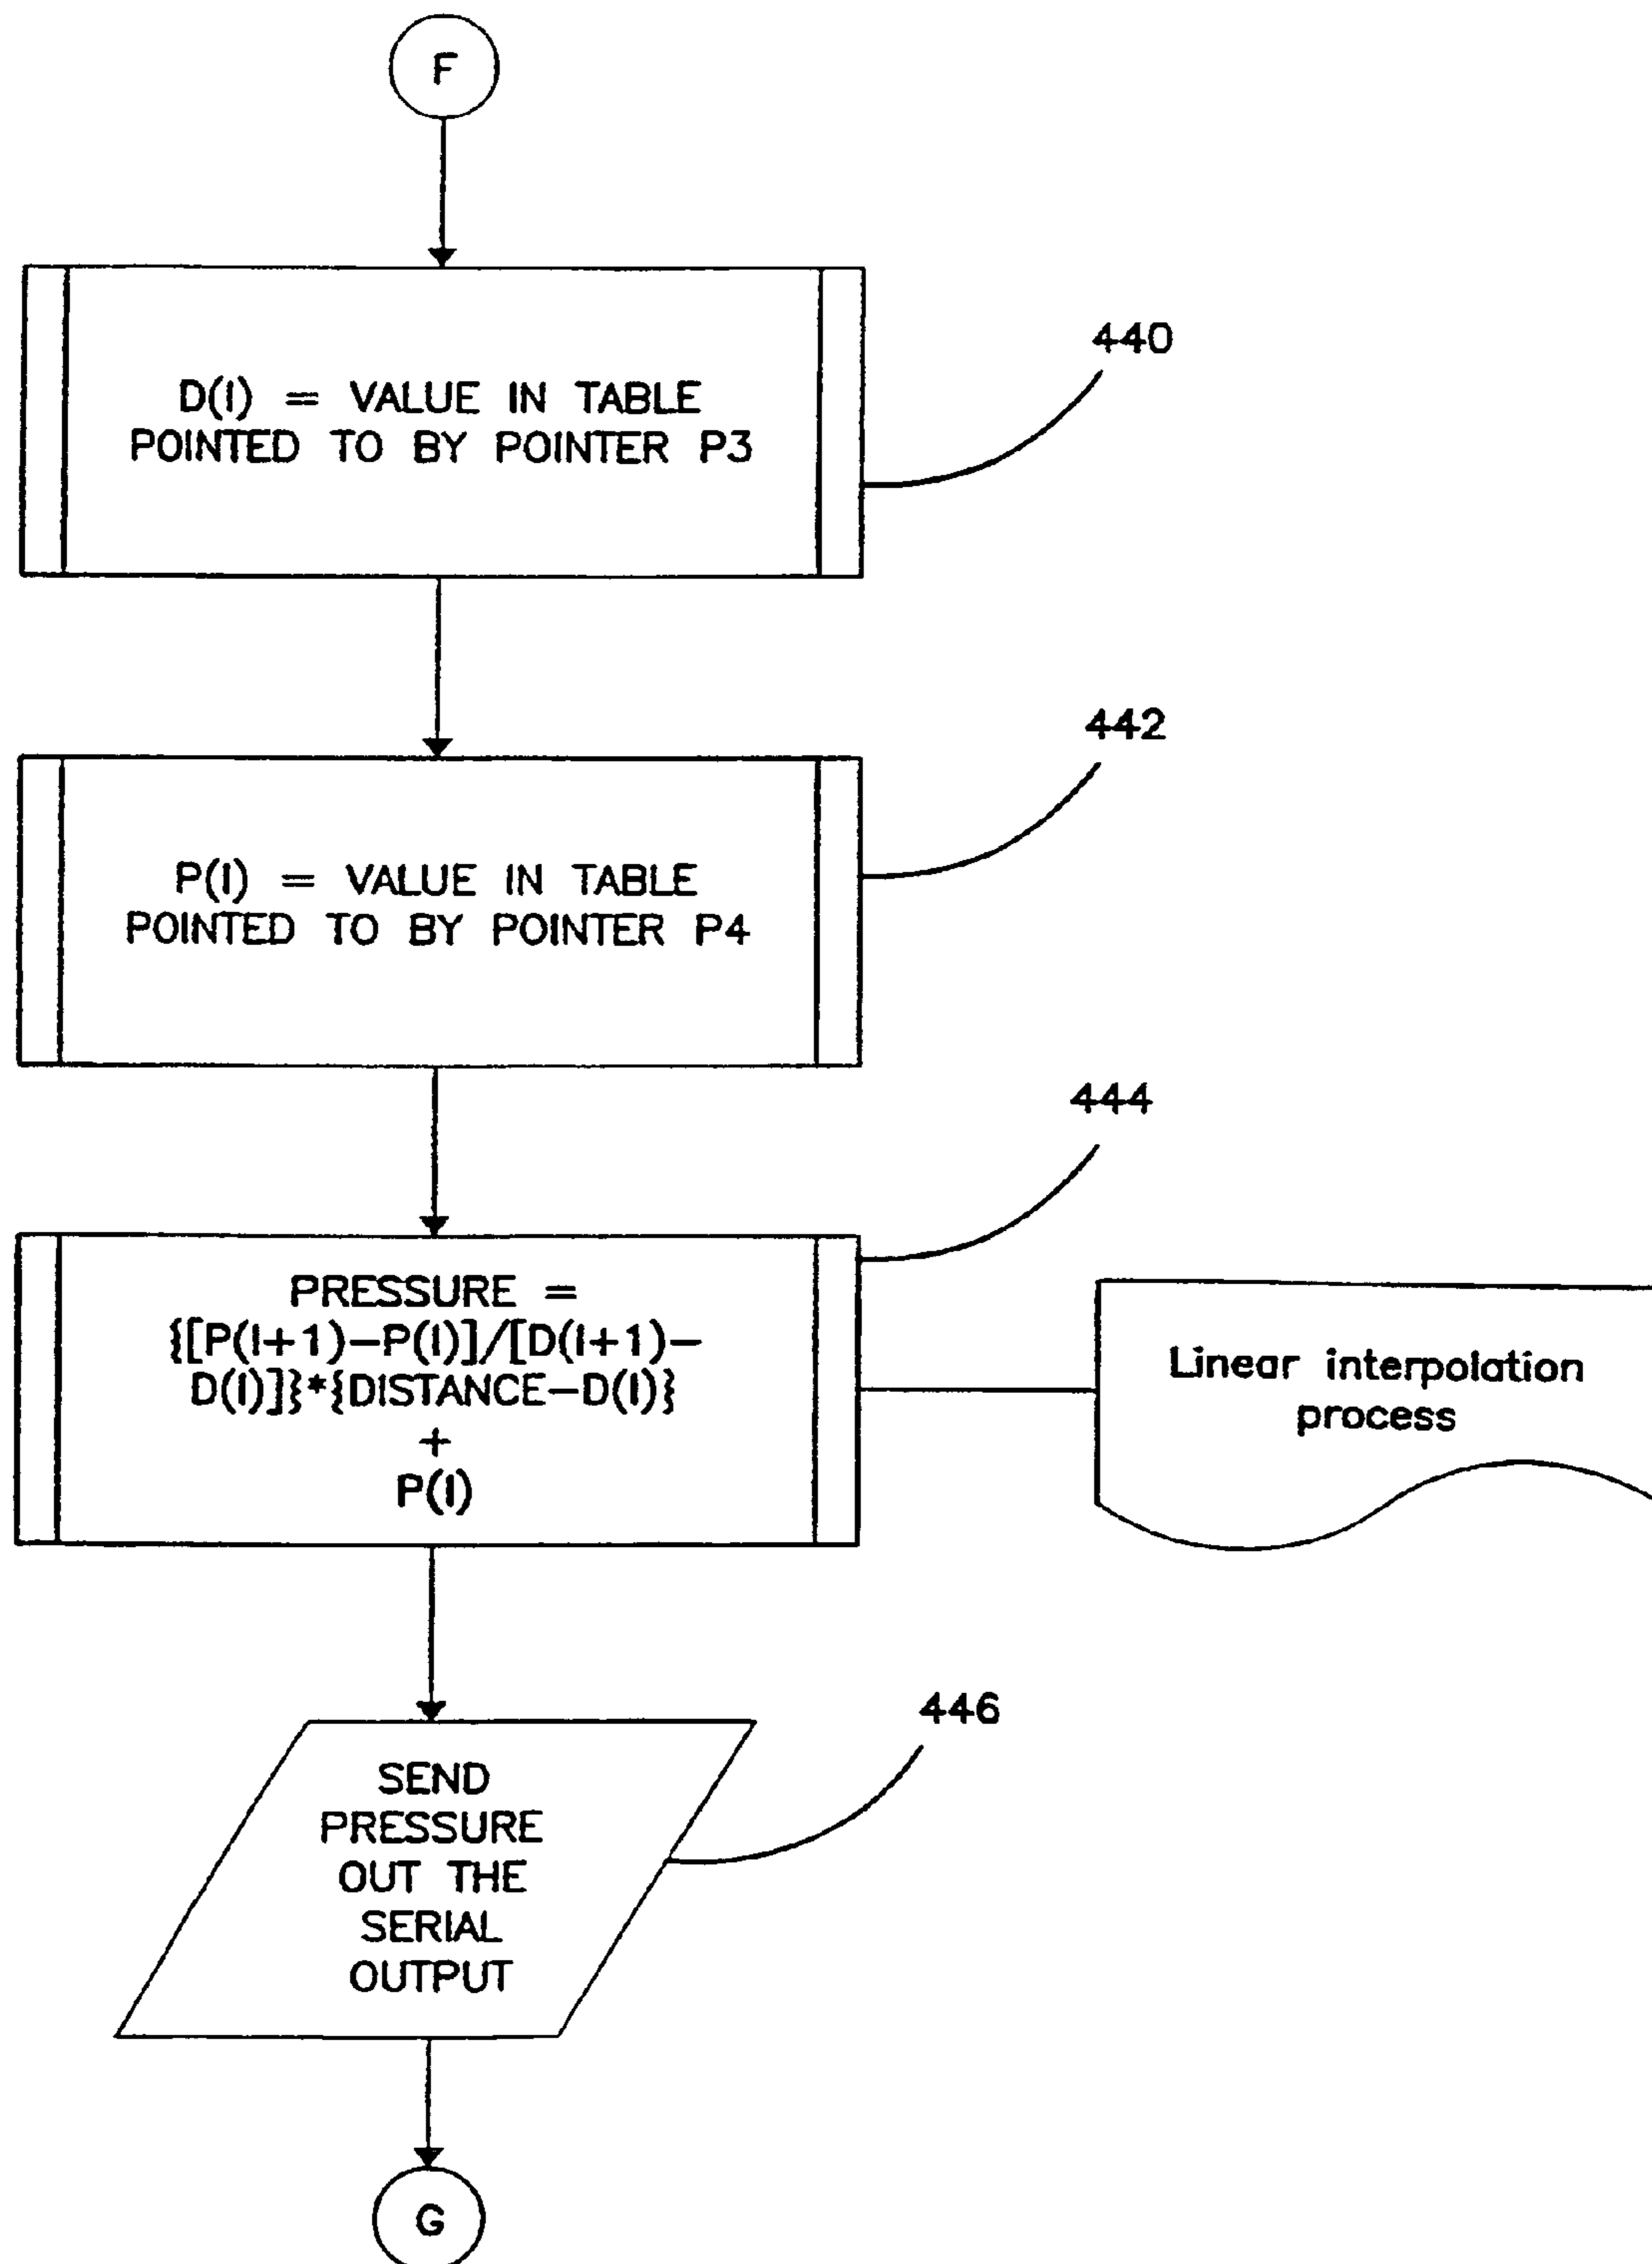 F
440
D(I) = VALUE IN TABLE
POINTED TO BY POINTER P3
442
P(I) = VALUE IN TABLE
POINTED TO BY POINTER P4
444
PRESSURE =
{[P(I+1)-P(I)]/[D(I+1)-
D(I)]}*{DISTANCE-D(I)}
+
P(I)
Linear interpolation
process
446
SEND
PRESSURE
OUT THE
SERIAL
OUTPUT
G